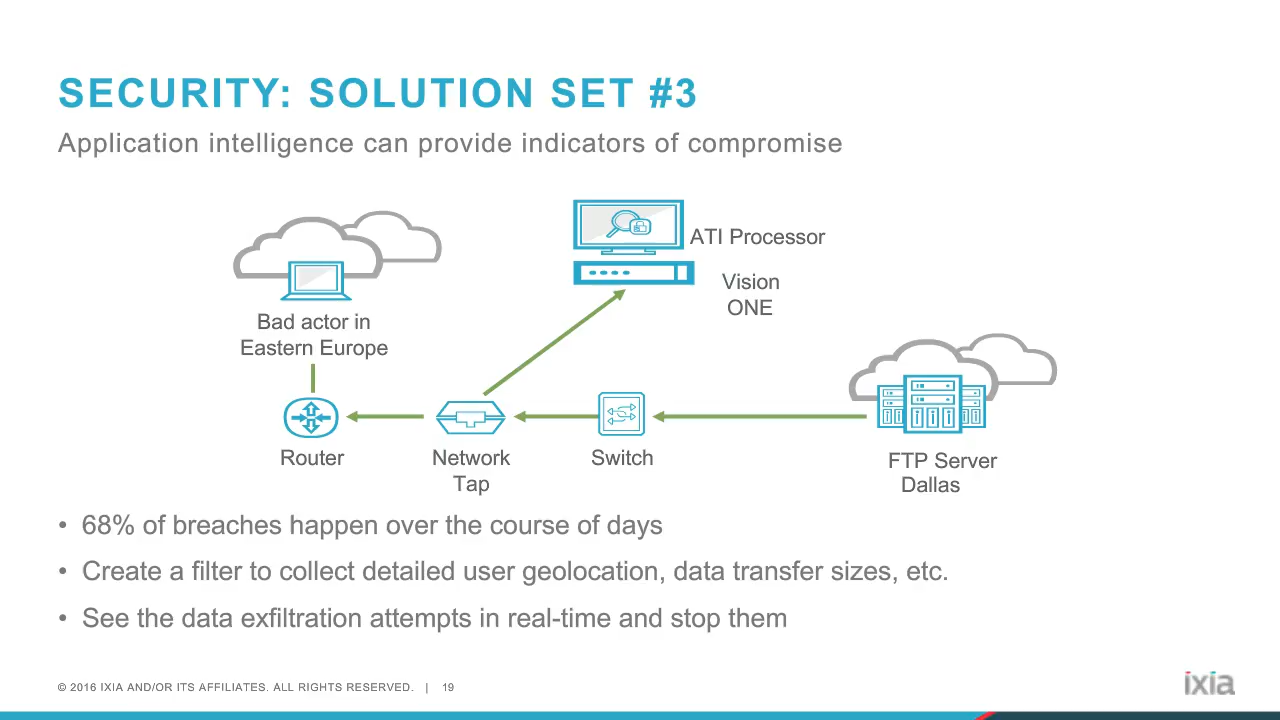 SECURITY: SOLUTION SET #3
Application intelligence can provide indicators of compromise
ATI Processor
Vision
ONE
Bad actor in
Eastern Europe
Router
Network
Tap
Switch
FTP Server
Dallas
• 68% of breaches happen over the course of days
• Create a filter to collect detailed user geolocation, data transfer sizes, etc.
• See the data exfiltration attempts in real-time and stop them
© 2016 IXIA AND/OR ITS AFFILIATES. ALL RIGHTS RESERVED. | 19
ixia